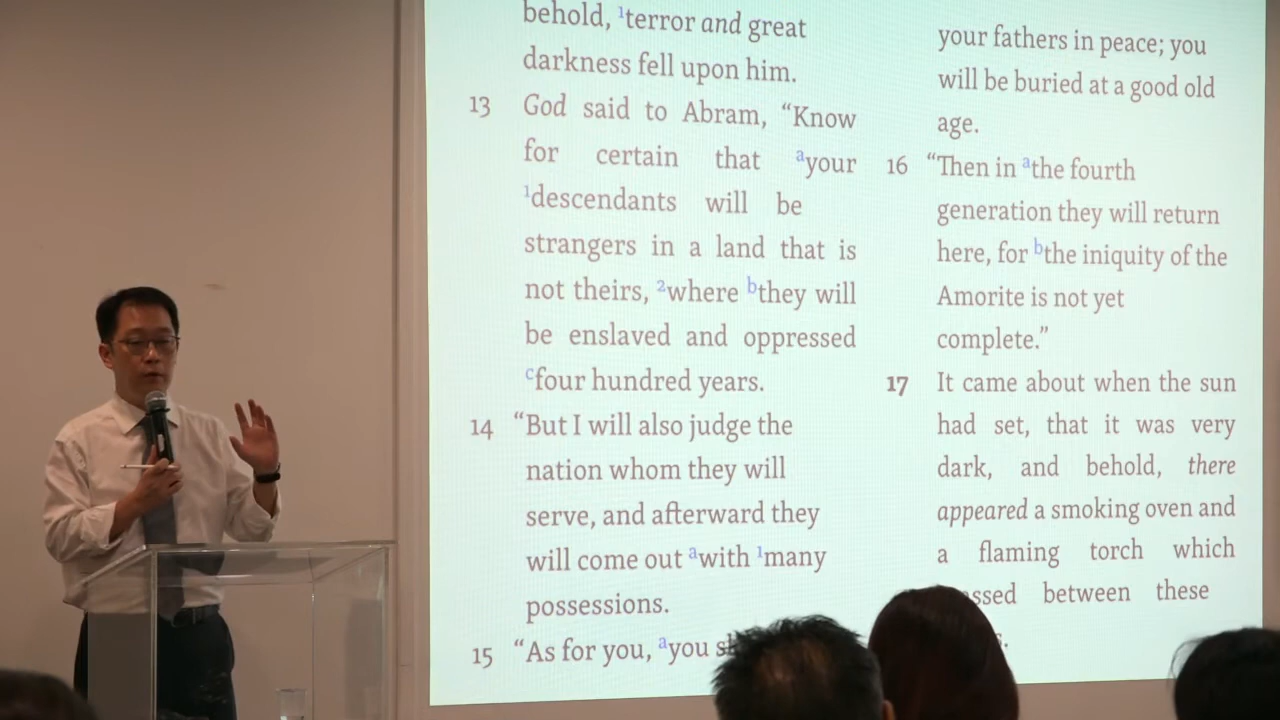 behold, ¹terror and great
darkness fell upon him.
13 God said to Abram, “Know
for certain that ᵃyour
¹descendants will be
strangers in a land that is
not theirs, ²where ᵇthey will
be enslaved and oppressed
ᶜfour hundred years.
14 “But I will also judge the
nation whom they will
serve, and afterward they
will come out ᵃwith ¹many
possessions.
15 “As for you, ᵃyou
your fathers in peace; you
will be buried at a good old
age.
16 “Then in ᵃthe fourth
generation they will return
here, for ᵇthe iniquity of the
Amorite is not yet
complete.”
17 It came about when the sun
had set, that it was very
dark, and behold, there
appeared a smoking oven and
a flaming torch which
between these